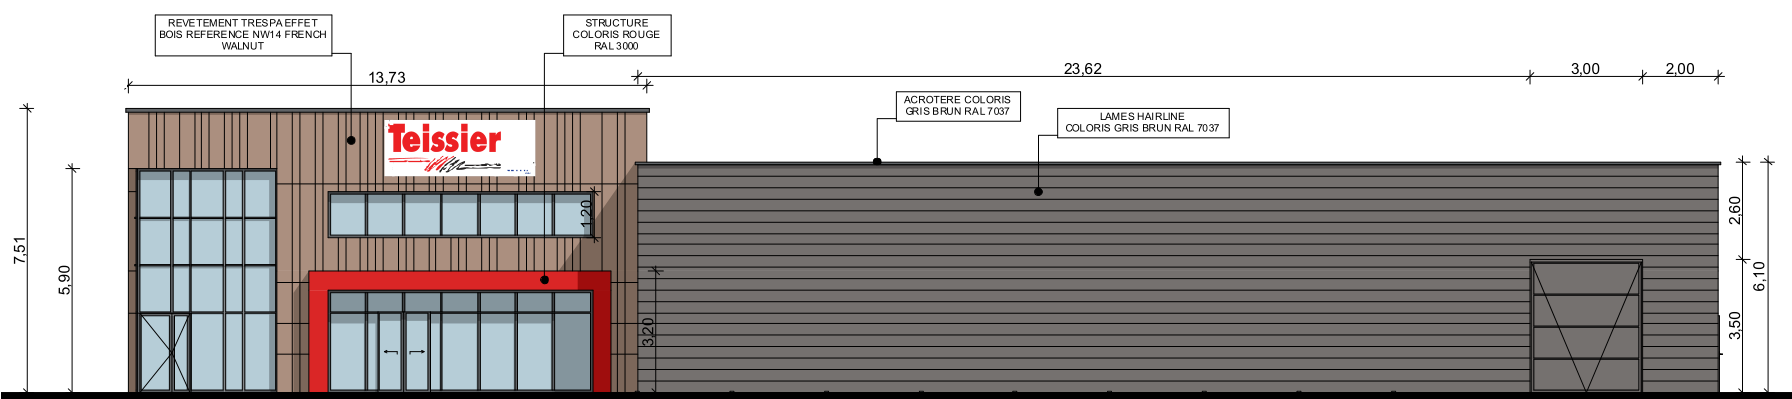 REVETEMENT TRESPA EFFET
BOIS REFERENCE NW14 FRENCH
WALNUT
STRUCTURE
COLORIS ROUGE
RAL 3000
13,73
23,62
3,00
2,00
ACROTERE COLORIS
GRIS BRUN RAL 7037
LAMES HAIRLINE
COLORIS GRIS BRUN RAL 7037
Teissier
7,51
5,90
1,20
3,20
2,60
3,50
6,10